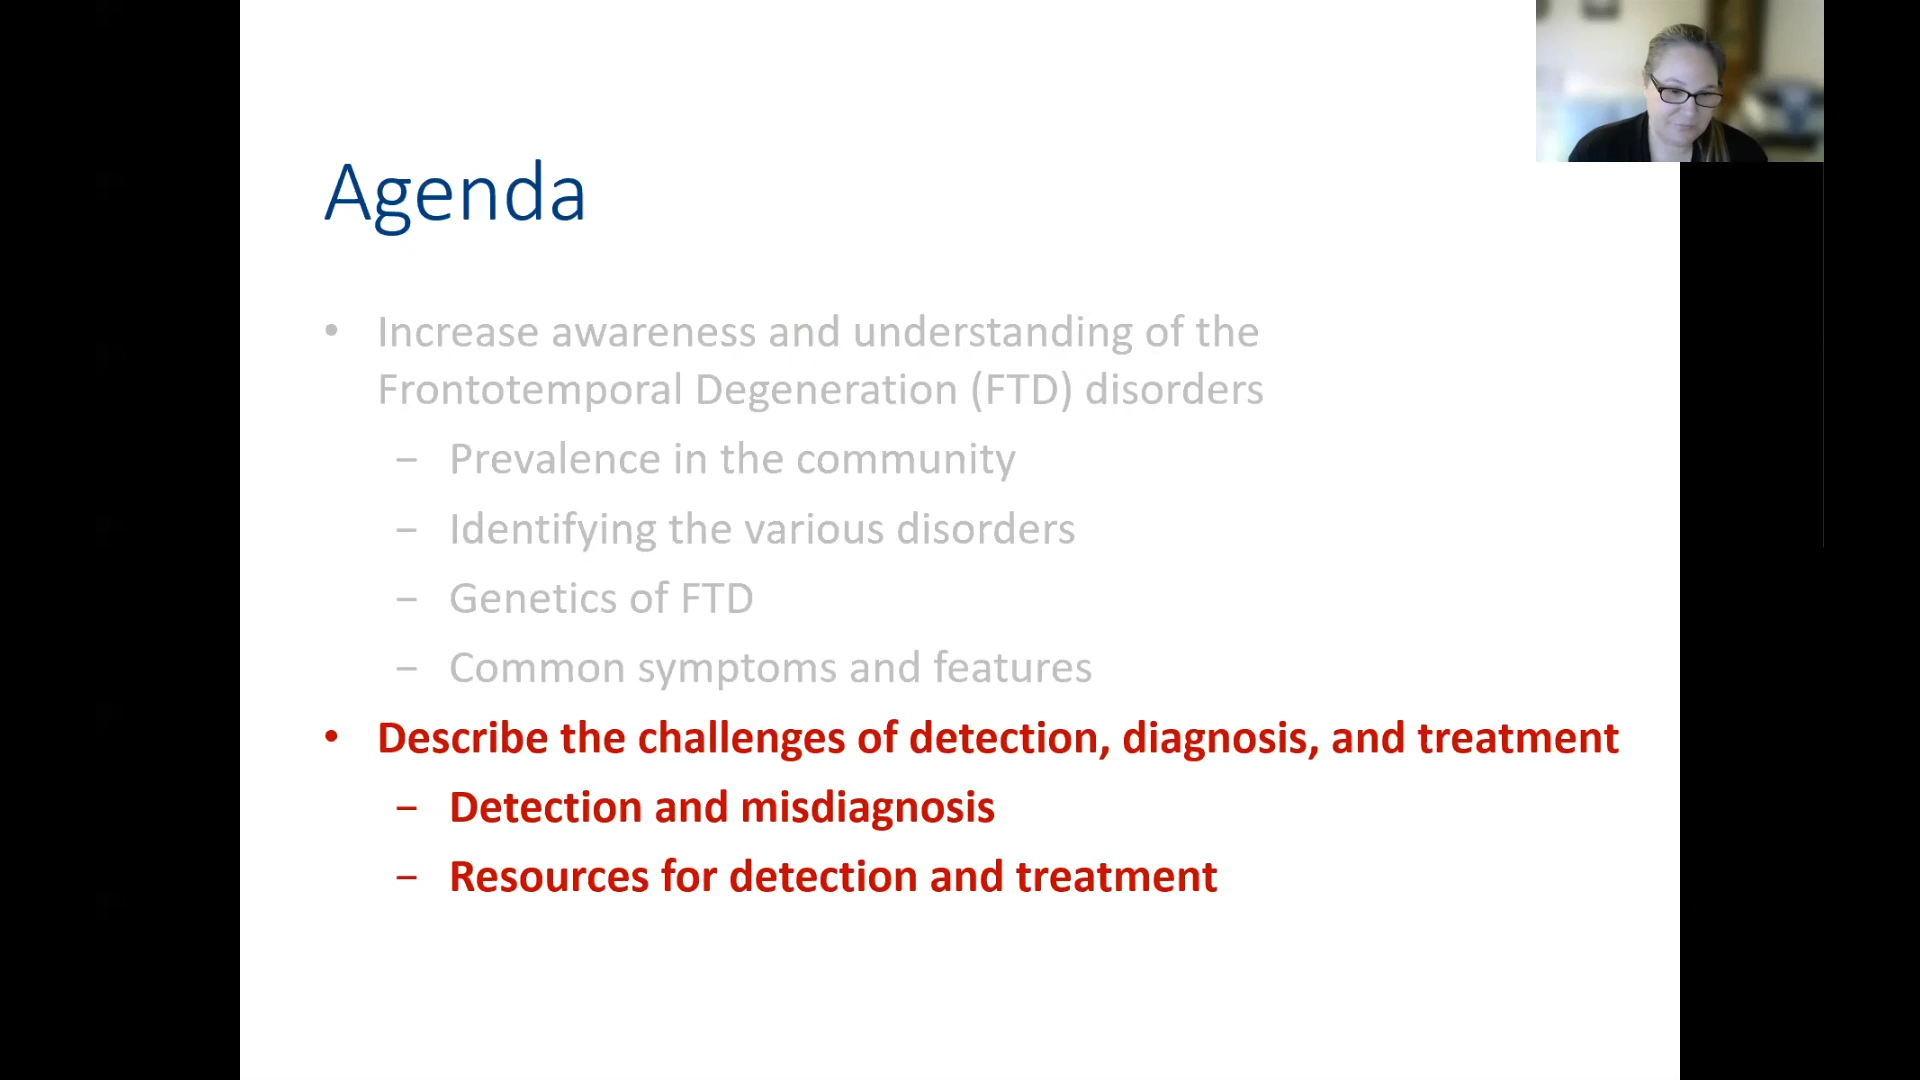 Agenda
• Increase awareness and understanding of the
Frontotemporal Degeneration (FTD) disorders
– Prevalence in the community
– Identifying the various disorders
– Genetics of FTD
– Common symptoms and features
• Describe the challenges of detection, diagnosis, and treatment
– Detection and misdiagnosis
– Resources for detection and treatment